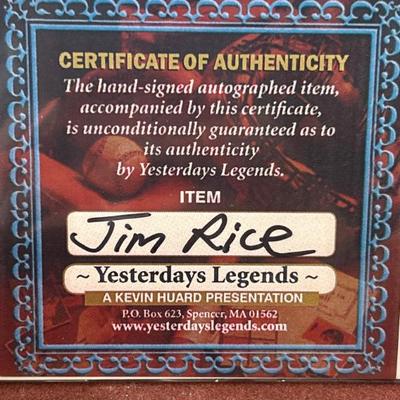 CERTIFICATE OF AUTHENTICITY
The hand-signed autographed item,
accompanied by this certificate,
is unconditionally guaranteed as to
its authenticity
by Yesterdays Legends.
ITEM
Jim Rice
~ Yesterdays Legends ~
A KEVIN HUARD PRESENTATION
P.O. Box 623, Spencer, MA 01562
www.yesterdayslegends.com